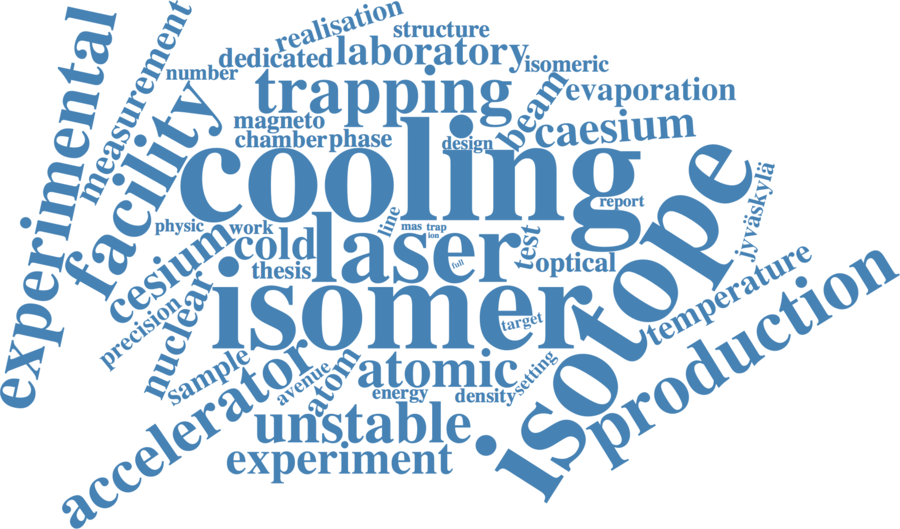 realisation
structure
experimental
measurement
number
dedicated
laboratory
isomeric
facility
trapping
beam
evaporation
magneto
caesium
chamber
phase
design
cooling
isotope
report
jyväskylä
physic
work
line
mas
trap
ion
cold
laser
full
test
optical
cesium
thesis
isomer
target
temperature
precision
nuclear
production
sample
avenue
atom
atomic
setting
energy
density
accelerator
unstable
experiment